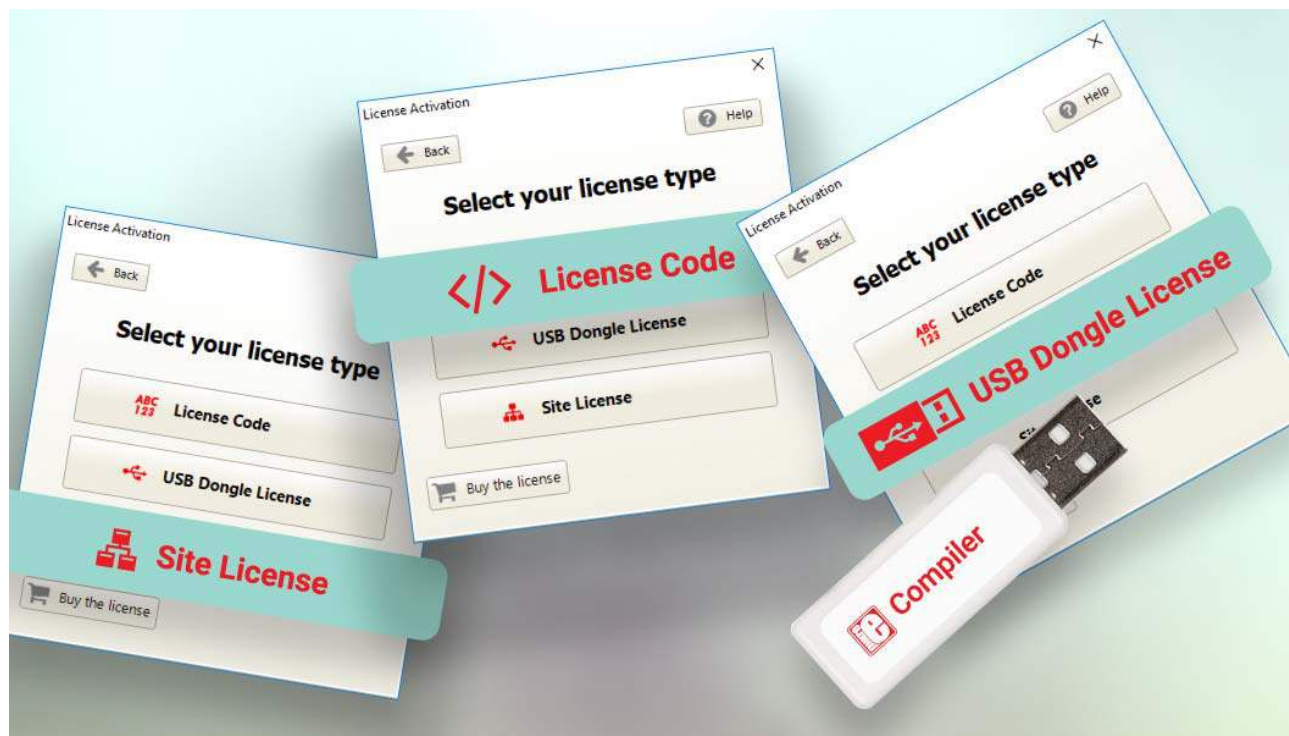 License Activation
Back
Select your license type
ABC
123
License Code
USB Dongle License
Site License
Buy the license
License Activation
Help
Back
Select your license type
</> License Code
USB Dongle License
Site License
Buy the license
License Activation
Help
Back
Select your license type
ABC
123
License Code
USB Dongle License
Compiler